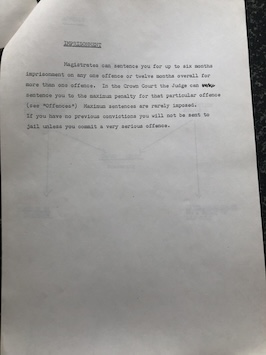 IMPRISONMENT
Magistrates can sentence you for up to six months
imprisonment on any one offence or twelve months overall for
more than one offence. In the Crown Court the Judge can
sentence you to the maximum penalty for that particular offence
(see "Offences") Maximum sentences are rarely imposed.
If you have no previous convictions you will not be sent to
jail unless you commit a very serious offence.